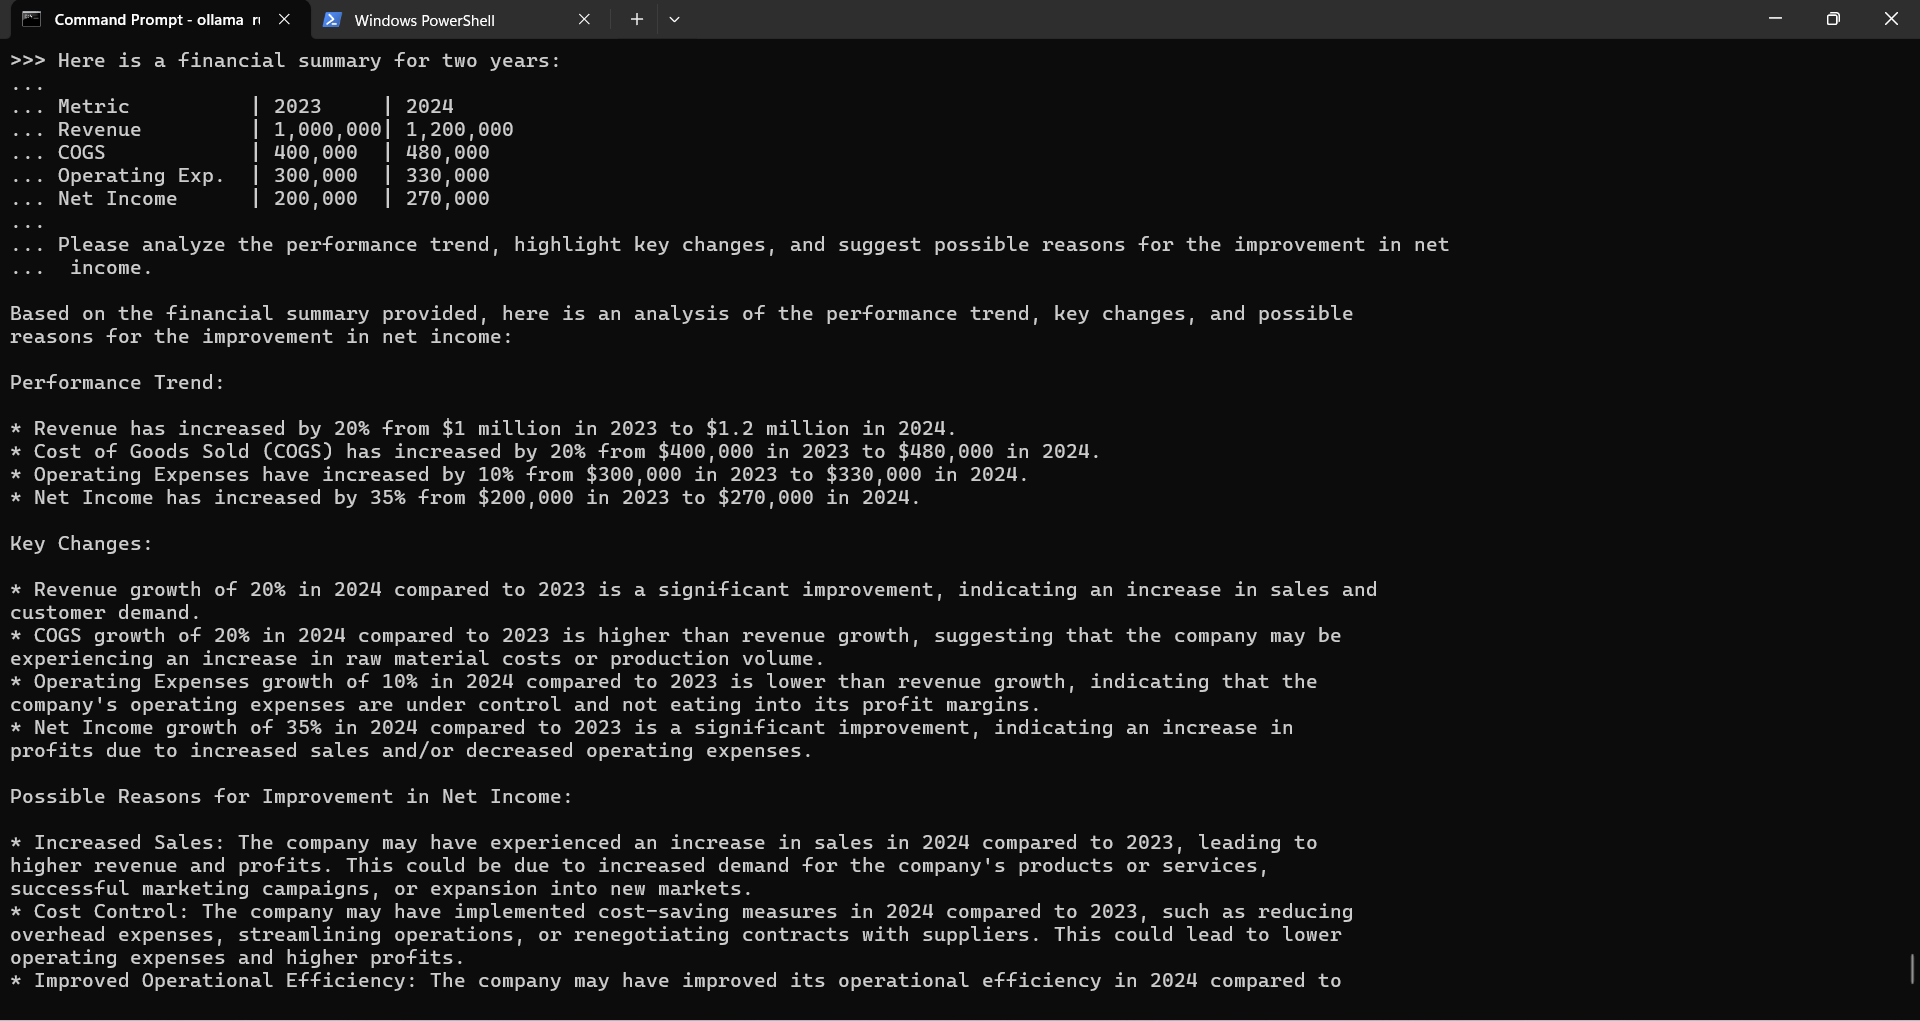 Command Prompt - ollama ru
Windows PowerShell
>>> Here is a financial summary for two years:
...
... Metric          | 2023     | 2024
... Revenue         | 1,000,000| 1,200,000
... COGS            | 400,000  | 480,000
... Operating Exp.  | 300,000  | 330,000
... Net Income      | 200,000  | 270,000
...
... Please analyze the performance trend, highlight key changes, and suggest possible reasons for the improvement in net
...  income.
Based on the financial summary provided, here is an analysis of the performance trend, key changes, and possible
reasons for the improvement in net income:
Performance Trend:
* Revenue has increased by 20% from $1 million in 2023 to $1.2 million in 2024.
* Cost of Goods Sold (COGS) has increased by 20% from $400,000 in 2023 to $480,000 in 2024.
* Operating Expenses have increased by 10% from $300,000 in 2023 to $330,000 in 2024.
* Net Income has increased by 35% from $200,000 in 2023 to $270,000 in 2024.
Key Changes:
* Revenue growth of 20% in 2024 compared to 2023 is a significant improvement, indicating an increase in sales and
customer demand.
* COGS growth of 20% in 2024 compared to 2023 is higher than revenue growth, suggesting that the company may be
experiencing an increase in raw material costs or production volume.
* Operating Expenses growth of 10% in 2024 compared to 2023 is lower than revenue growth, indicating that the
company's operating expenses are under control and not eating into its profit margins.
* Net Income growth of 35% in 2024 compared to 2023 is a significant improvement, indicating an increase in
profits due to increased sales and/or decreased operating expenses.
Possible Reasons for Improvement in Net Income:
* Increased Sales: The company may have experienced an increase in sales in 2024 compared to 2023, leading to
higher revenue and profits. This could be due to increased demand for the company's products or services,
successful marketing campaigns, or expansion into new markets.
* Cost Control: The company may have implemented cost-saving measures in 2024 compared to 2023, such as reducing
overhead expenses, streamlining operations, or renegotiating contracts with suppliers. This could lead to lower
operating expenses and higher profits.
* Improved Operational Efficiency: The company may have improved its operational efficiency in 2024 compared to